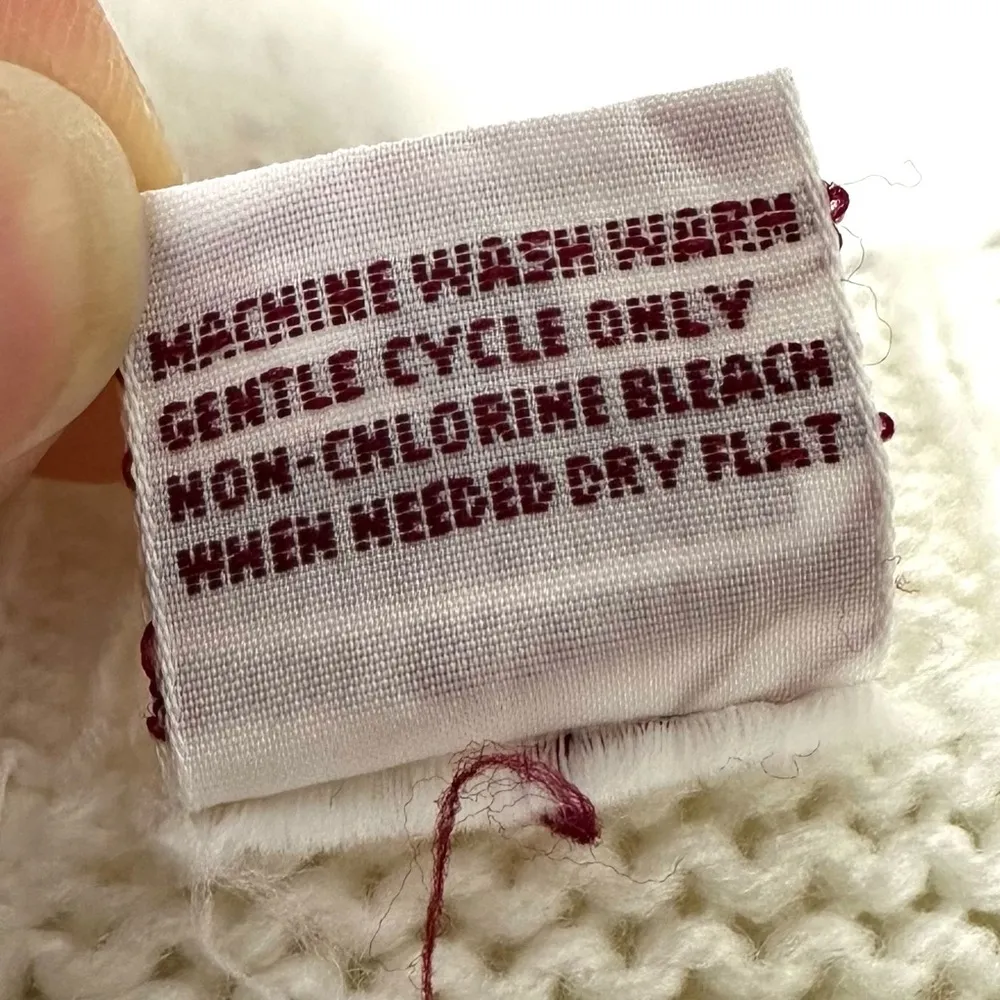 MACHINE WASH WARM
GENTLE CYCLE ONLY
NON-CHLORINE BLEACH
WHEN NEEDED DRY FLAT